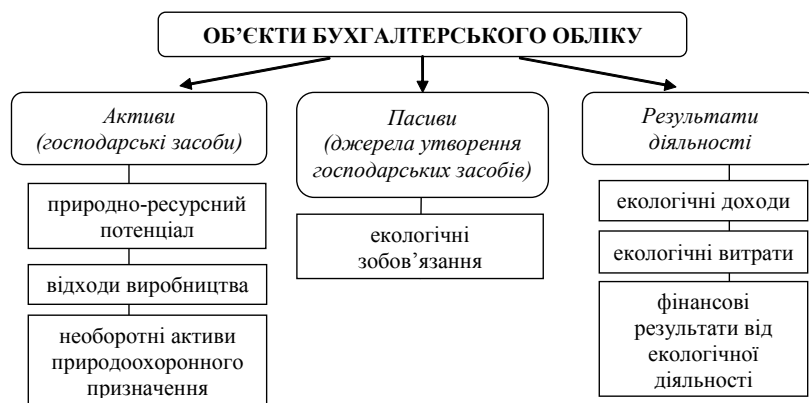 ОБ’ЄКТИ БУХГАЛТЕРСЬКОГО ОБЛІКУ
Активи
(господарські засоби)
природно-ресурсний
потенціал
відходи виробництва
необоротні активи
природоохоронного
призначення
Пасиви
(джерела утворення
господарських засобів)
екологічні
зобов’язання
Результати
діяльності
екологічні доходи
екологічні витрати
фінансові
результати від
екологічної
діяльності